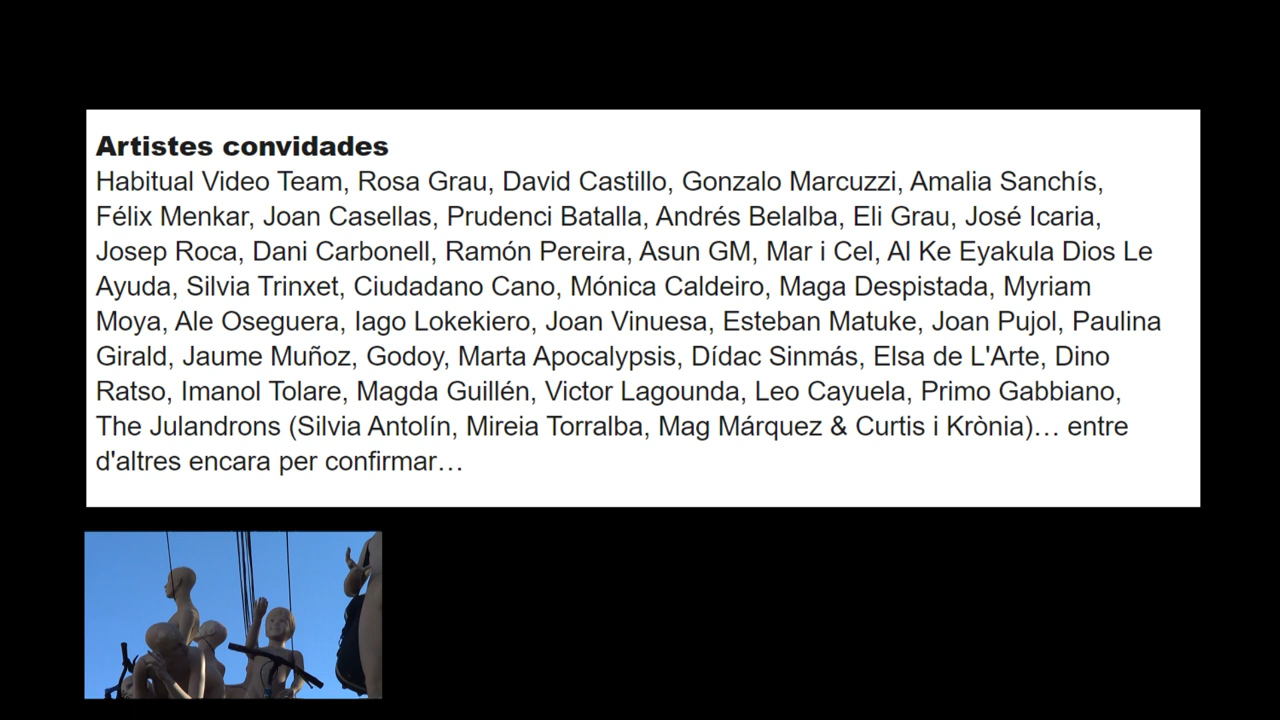 Artistes convidades
Habitual Video Team, Rosa Grau, David Castillo, Gonzalo Marcuzzi, Amalia Sanchís,
Félix Menkar, Joan Casellas, Prudenci Batalla, Andrés Belalba, Eli Grau, José Icaria,
Josep Roca, Dani Carbonell, Ramón Pereira, Asun GM, Mar i Cel, Al Ke Eyakula Dios Le
Ayuda, Silvia Trinxet, Ciudadano Cano, Mónica Caldeiro, Maga Despistada, Myriam
Moya, Ale Oseguera, Iago Lokekiero, Joan Vinuesa, Esteban Matuke, Joan Pujol, Paulina
Girald, Jaume Muñoz, Godoy, Marta Apocalypsis, Dídac Sinmás, Elsa de L'Arte, Dino
Ratso, Imanol Tolare, Magda Guillén, Victor Lagounda, Leo Cayuela, Primo Gabbiano,
The Julandrons (Silvia Antolín, Mireia Torralba, Mag Márquez & Curtis i Krònia)… entre
d'altres encara per confirmar…